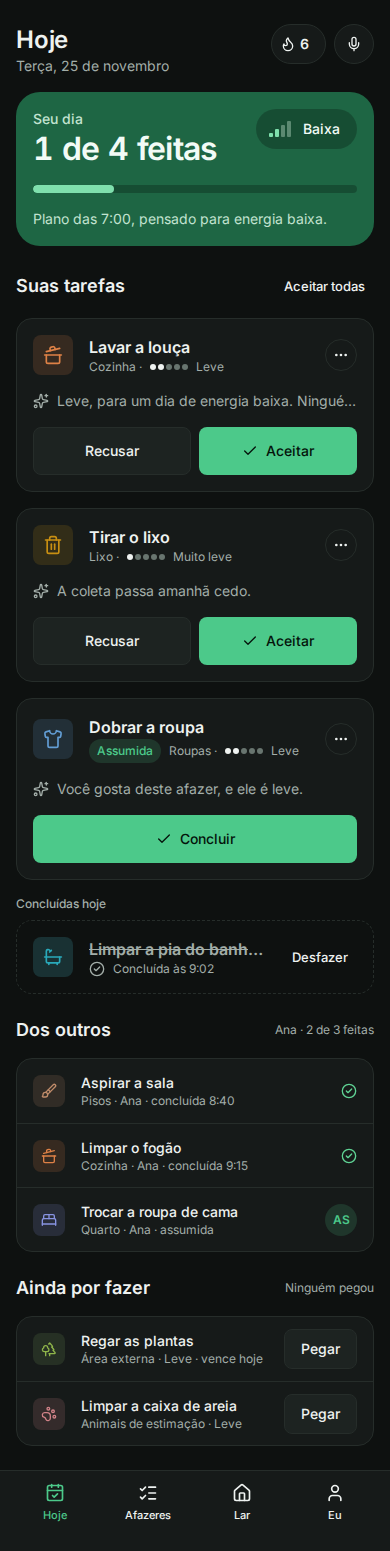 Hoje
6
Terça, 25 de novembro
Seu dia
1 de 4 feitas
Baixa
Plano das 7:00, pensado para energia baixa.
Suas tarefas
Aceitar todas
Lavar a louça
Cozinha · Leve
Leve, para um dia de energia baixa. Ningué...
Recusar
Aceitar
Tirar o lixo
Lixo · Muito leve
A coleta passa amanhã cedo.
Recusar
Aceitar
Dobrar a roupa
Assumida Roupas · Leve
Você gosta deste afazer, e ele é leve.
Concluir
Concluídas hoje
Limpar a pia do banh...
Concluída às 9:02
Desfazer
Dos outros
Ana · 2 de 3 feitas
Aspirar a sala
Pisos · Ana · concluída 8:40
Limpar o fogão
Cozinha · Ana · concluída 9:15
Trocar a roupa de cama
Quarto · Ana · assumida
AS
Ainda por fazer
Ninguém pegou
Regar as plantas
Área externa · Leve · vence hoje
Pegar
Limpar a caixa de areia
Animais de estimação · Leve
Pegar
Hoje
Afazeres
Lar
Eu